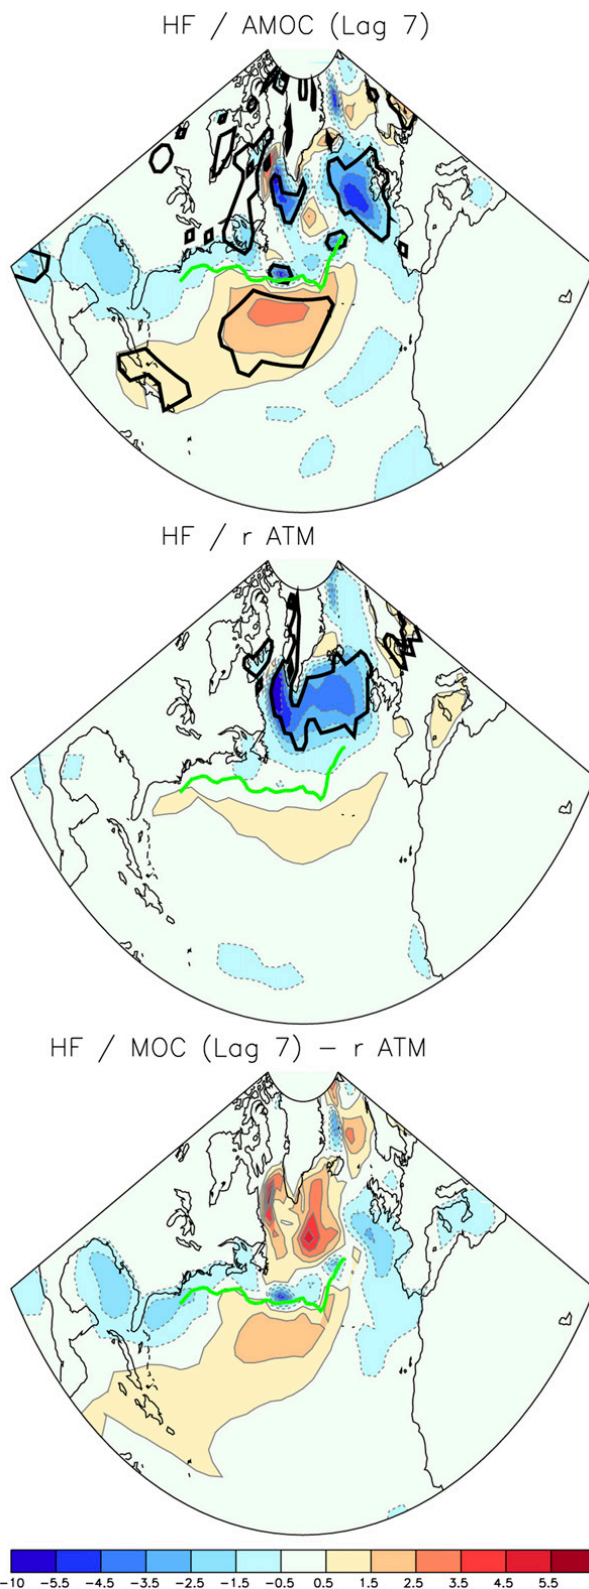 HF / AMOC (Lag 7)
HF / r ATM
HF / MOC (Lag 7) – r ATM
–10 –5.5 –4.5 –3.5 –2.5 –1.5 –0.5 0.5 1.5 2.5 3.5 4.5 5.5